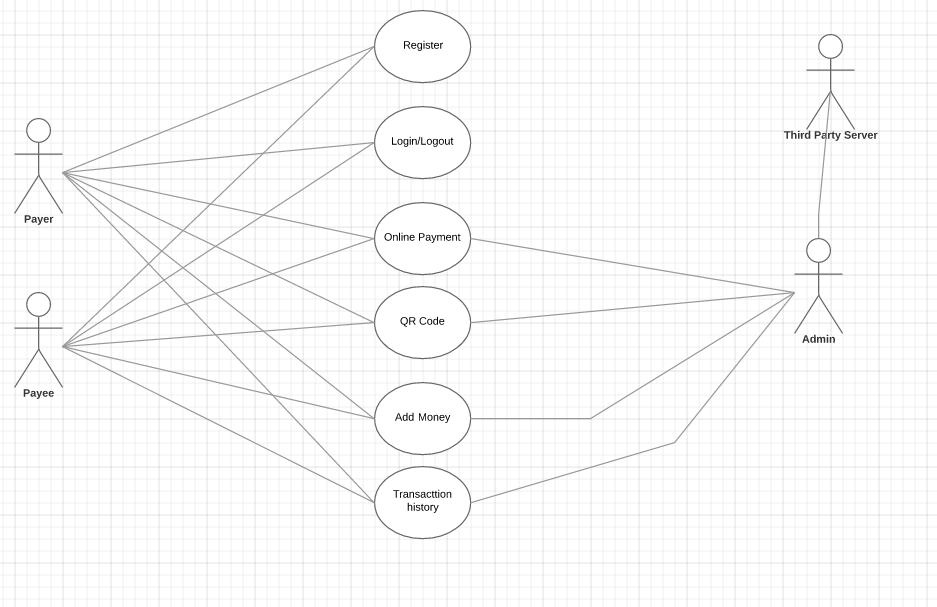 Register
Third Party Server
Login/Logout
Payer
Online Payment
QR Code
Admin
Payee
Add Money
Transacttion
history